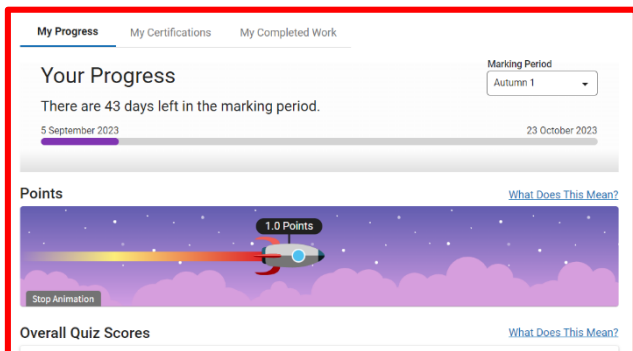 My Progress My Certifications My Completed Work
Marking Period
Your Progress
Autumn 1
There are 43 days left in the marking period.
5 September 2023 23 October 2023
Points What Does This Mean?
1.0 Points
Stop Animation
Overall Quiz Scores What Does This Mean?